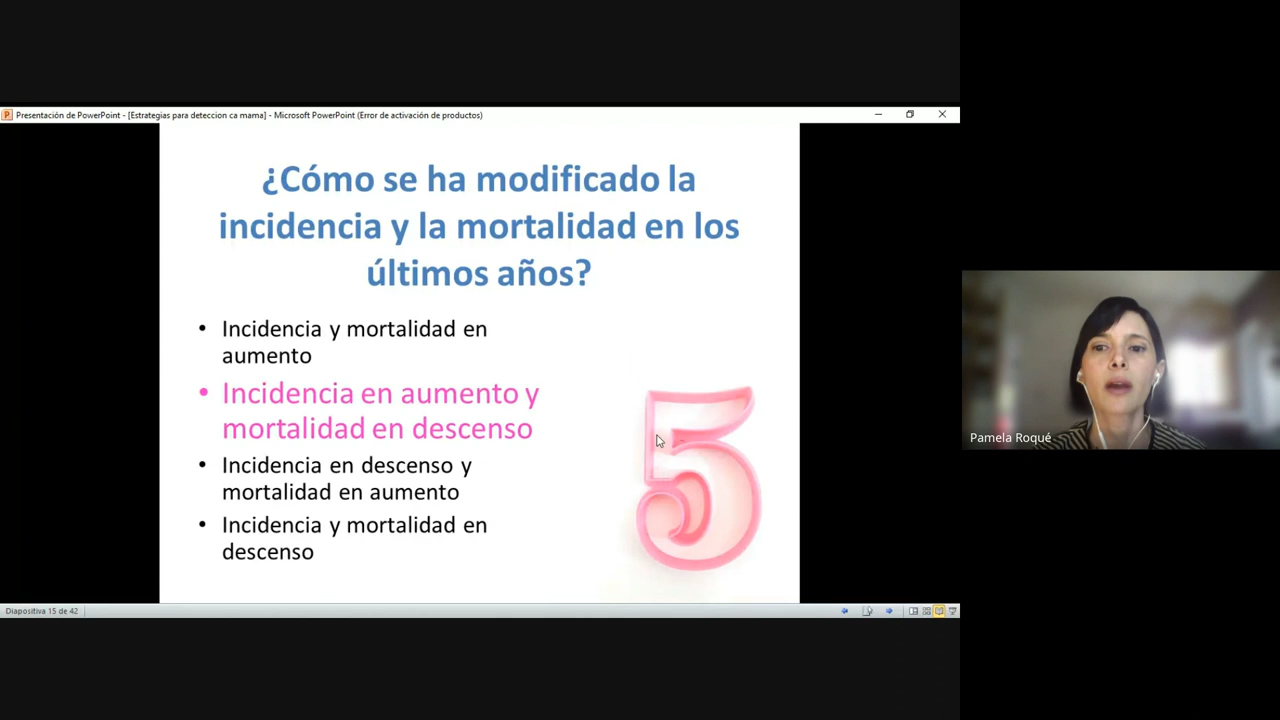 Presentación de PowerPoint - [Estrategias para deteccion ca mama] - Microsoft PowerPoint (Error de activación de productos)
¿Cómo se ha modificado la
incidencia y la mortalidad en los
últimos años?
• Incidencia y mortalidad en
aumento
• Incidencia en aumento y
mortalidad en descenso
• Incidencia en descenso y
mortalidad en aumento
• Incidencia y mortalidad en
descenso
5
Pamela Roqué
Diapositiva 15 de 42